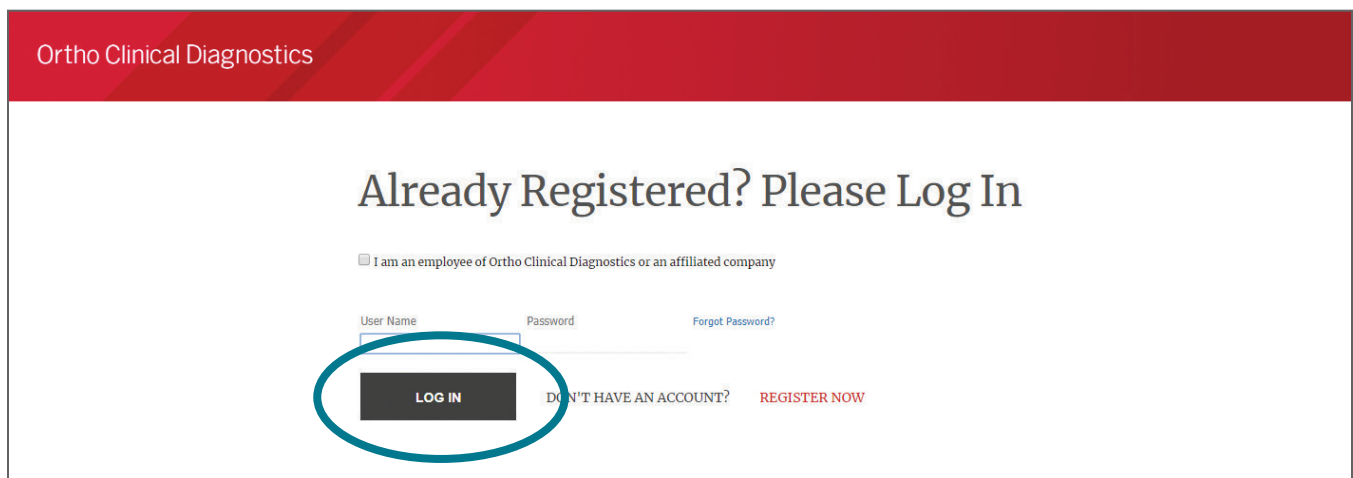 Ortho Clinical Diagnostics
Already Registered? Please Log In
I am an employee of Ortho Clinical Diagnostics or an affiliated company
User Name Password Forgot Password?
LOG IN DON'T HAVE AN ACCOUNT? REGISTER NOW